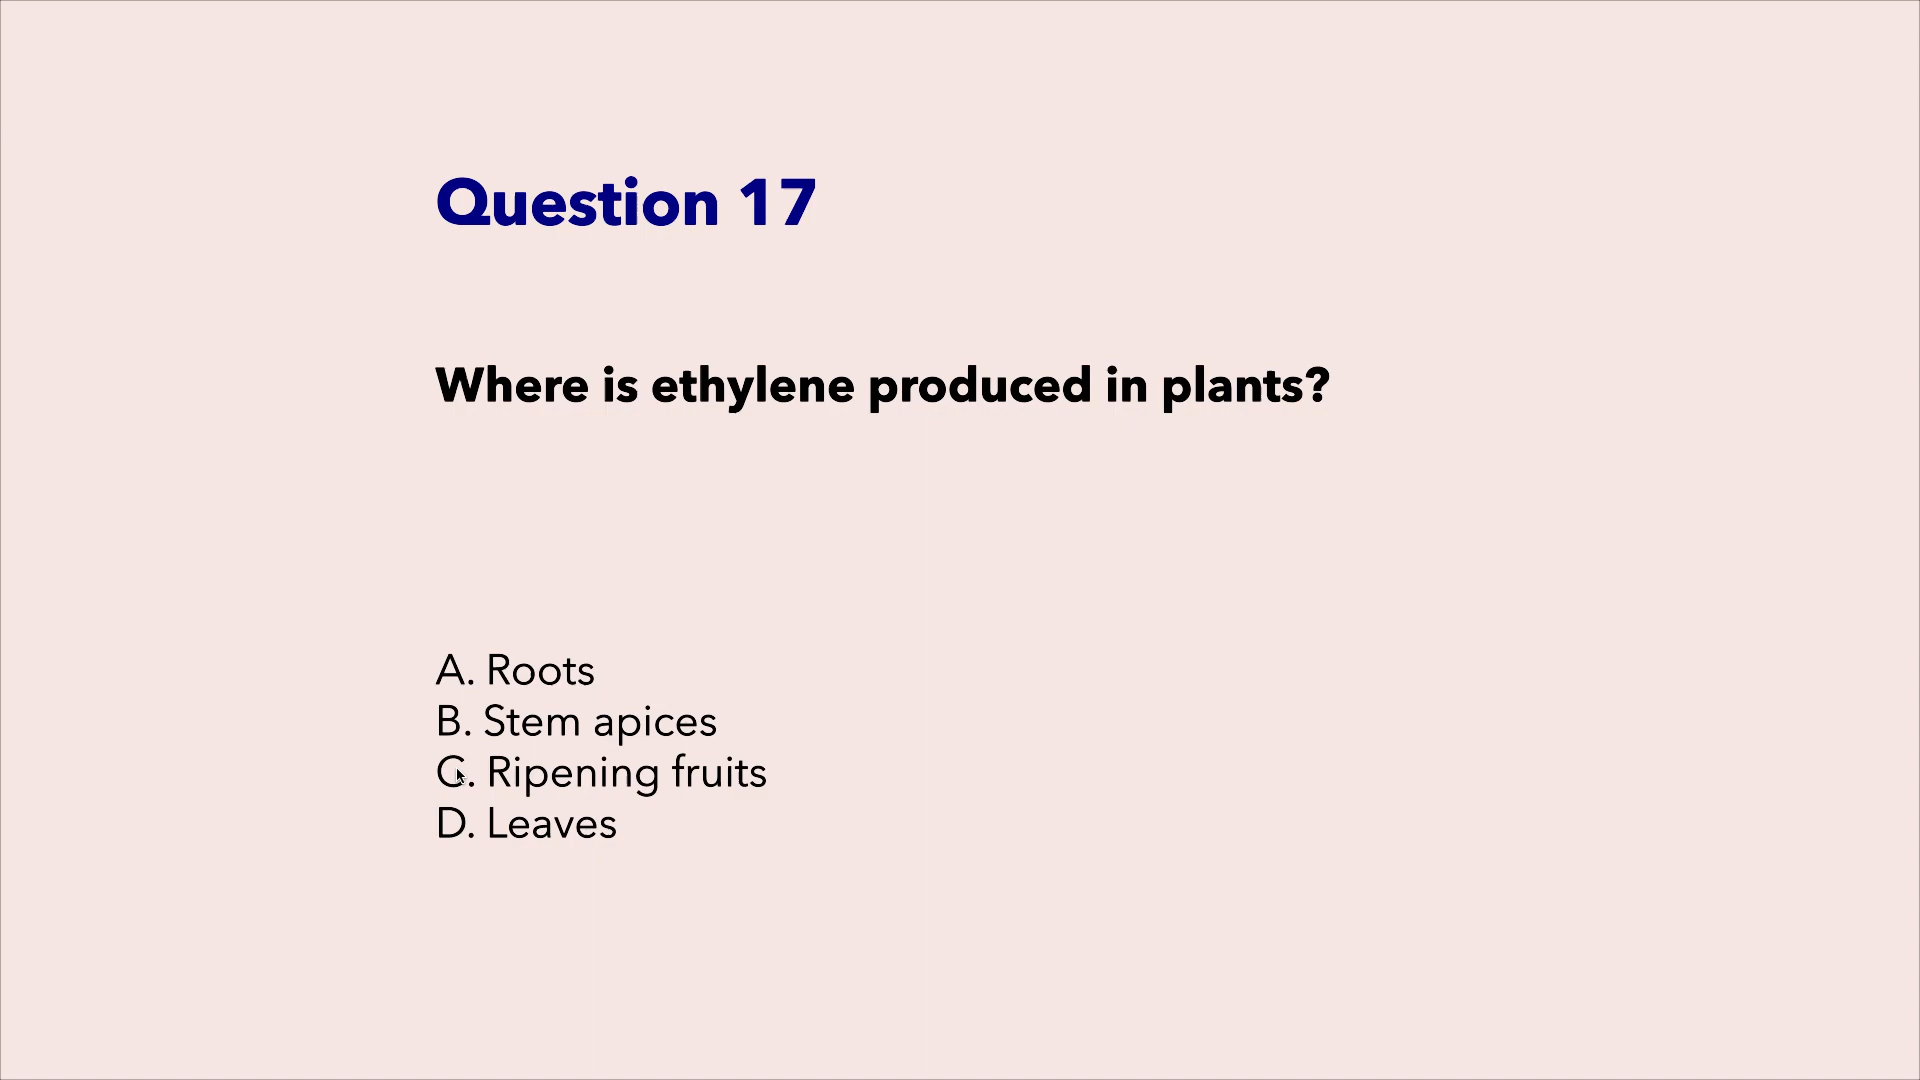 Question 17
Where is ethylene produced in plants?
A. Roots
B. Stem apices
C. Ripening fruits
D. Leaves